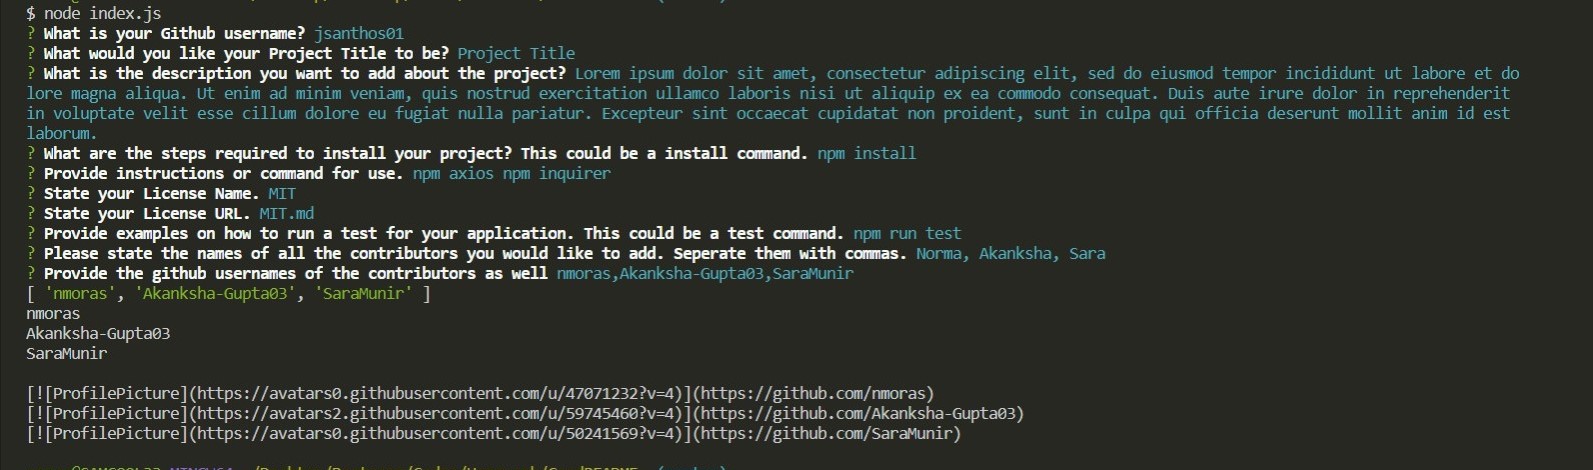 $ node index.js
? What is your Github username? jsanthos01
? What would you like your Project Title to be? Project Title
? What is the description you want to add about the project? Lorem ipsum dolor sit amet, consectetur adipiscing elit, sed do eiusmod tempor incididunt ut labore et do
lore magna aliqua. Ut enim ad minim veniam, quis nostrud exercitation ullamco laboris nisi ut aliquip ex ea commodo consequat. Duis aute irure dolor in reprehenderit
in voluptate velit esse cillum dolore eu fugiat nulla pariatur. Excepteur sint occaecat cupidatat non proident, sunt in culpa qui officia deserunt mollit anim id est
laborum.
? What are the steps required to install your project? This could be a install command. npm install
? Provide instructions or command for use. npm axios npm inquirer
? State your License Name. MIT
? State your License URL. MIT.md
? Provide examples on how to run a test for your application. This could be a test command. npm run test
? Please state the names of all the contributors you would like to add. Seperate them with commas. Norma, Akanksha, Sara
? Provide the github usernames of the contributors as well nmoras,Akanksha-Gupta03,SaraMunir
[ 'nmoras', 'Akanksha-Gupta03', 'SaraMunir' ]
nmoras
Akanksha-Gupta03
SaraMunir
[![ProfilePicture](https://avatars0.githubusercontent.com/u/47071232?v=4)](https://github.com/nmoras)
[![ProfilePicture](https://avatars2.githubusercontent.com/u/59745460?v=4)](https://github.com/Akanksha-Gupta03)
[![ProfilePicture](https://avatars0.githubusercontent.com/u/50241569?v=4)](https://github.com/SaraMunir)